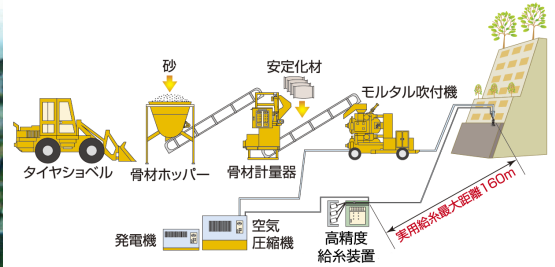 砂
安定化材
モルタル吹付機
タイヤショベル
骨材ホッパー
骨材計量器
実用給糸最大距離160m
発電機
空気
圧縮機
高精度
給糸装置